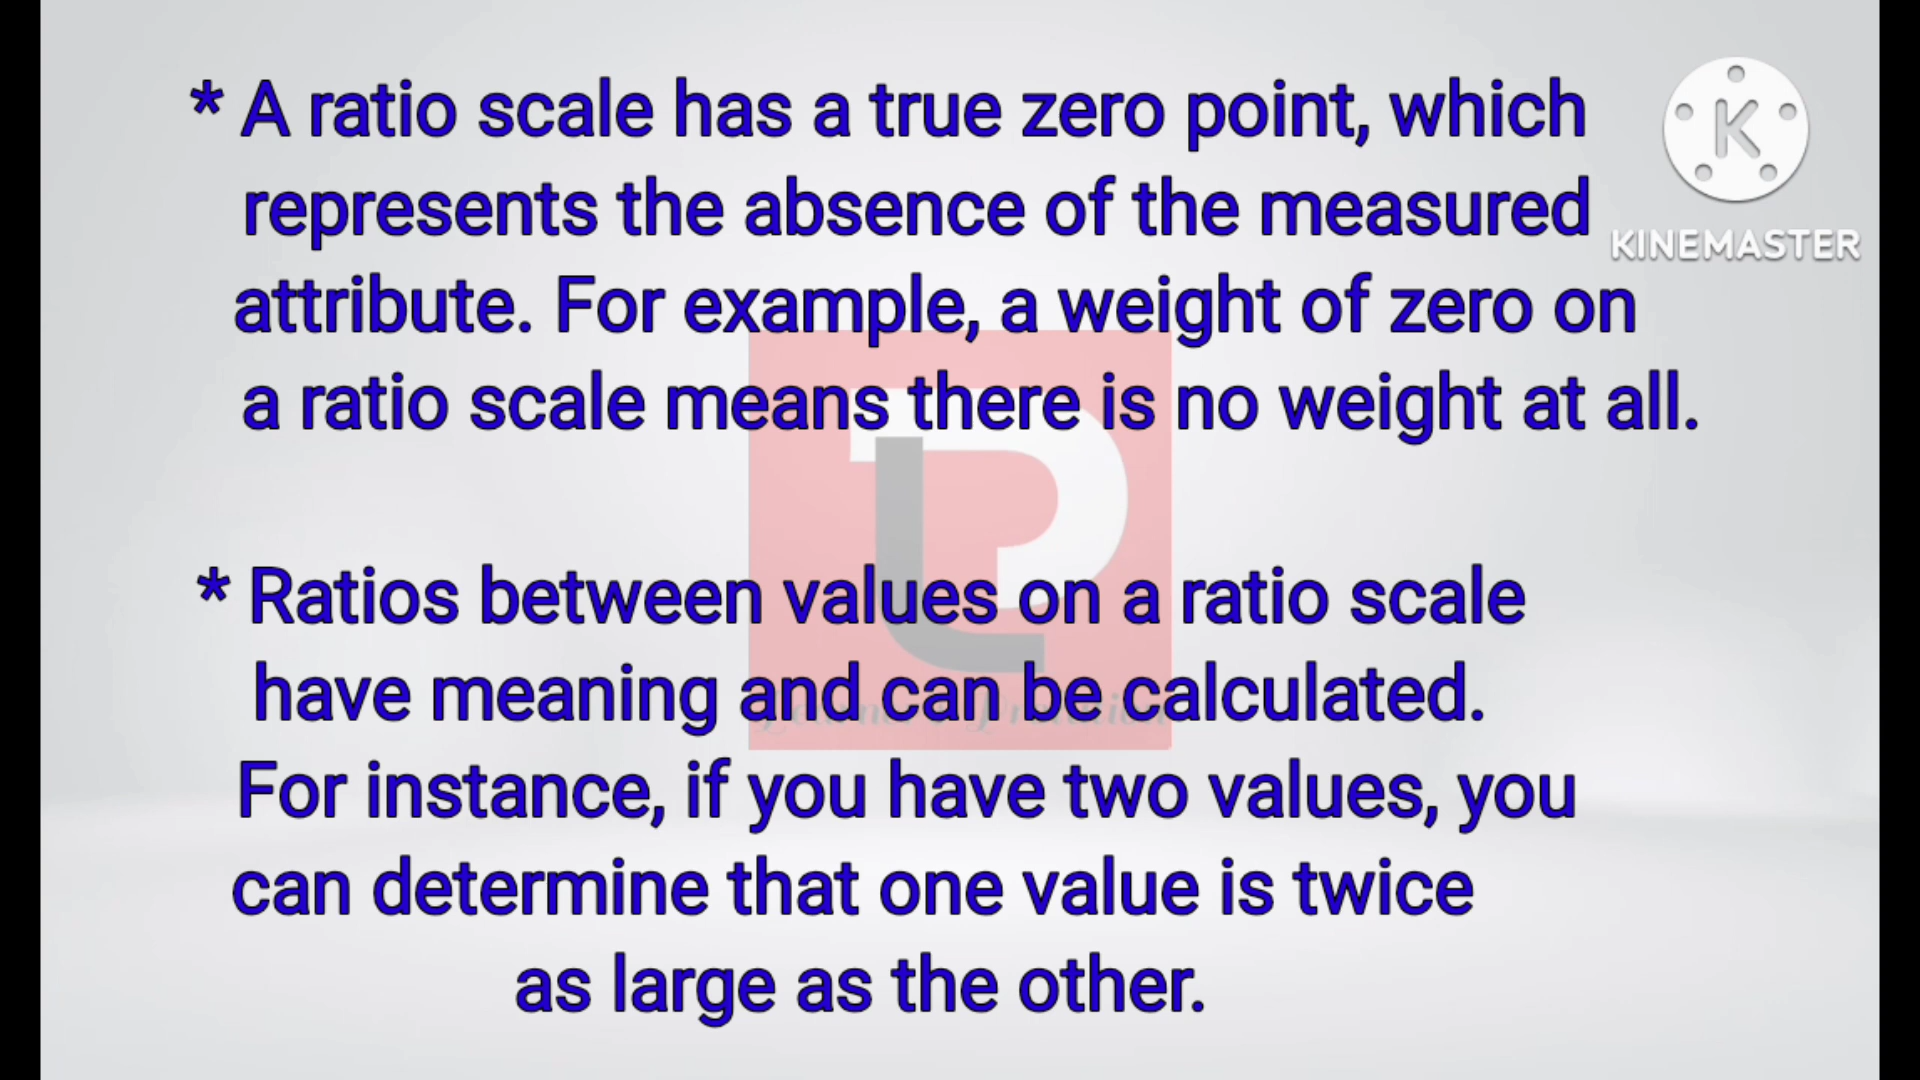 * A ratio scale has a true zero point, which
represents the absence of the measured
attribute. For example, a weight of zero on
a ratio scale means there is no weight at all.
* Ratios between values on a ratio scale
have meaning and can be calculated.
For instance, if you have two values, you
can determine that one value is twice
as large as the other.
K
KINEMASTER